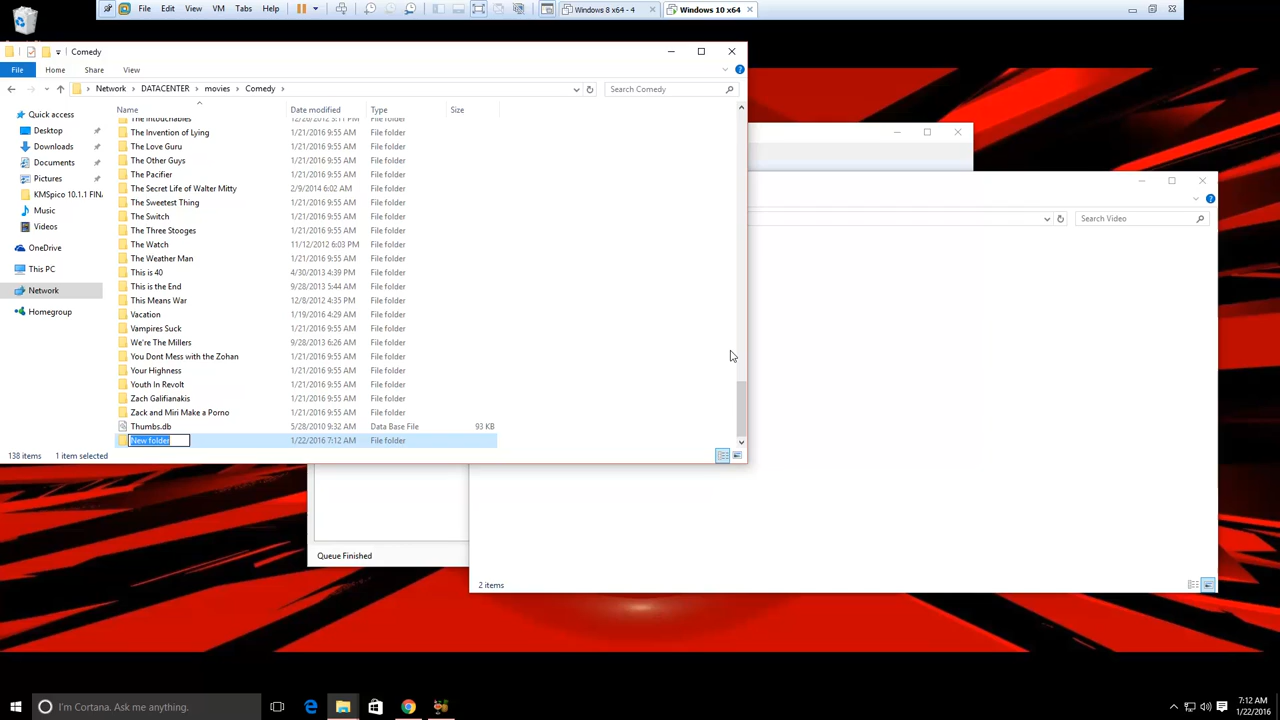 File Edit View VM Tabs Help Windows 8 x64 - 4 Windows 10 x64
Comedy
File Home Share View
Network DATACENTER movies Comedy Search Comedy
Name Date modified Type Size
Quick access
Desktop
Downloads
Documents
Pictures
KMSpico 10.1.1 FIN
Music
Videos
OneDrive
This PC
Network
Homegroup
The Intouchables 12/20/2012 5:11 PM File folder
The Invention of Lying 1/21/2016 9:55 AM File folder
The Love Guru 1/21/2016 9:55 AM File folder
The Other Guys 1/21/2016 9:55 AM File folder
The Pacifier 1/21/2016 9:55 AM File folder
The Secret Life of Walter Mitty 2/9/2014 6:02 AM File folder
The Sweetest Thing 1/21/2016 9:55 AM File folder
The Switch 1/21/2016 9:55 AM File folder
The Three Stooges 1/21/2016 9:55 AM File folder
The Watch 11/12/2012 6:03 PM File folder
The Weather Man 1/21/2016 9:55 AM File folder
This is 40 4/30/2013 4:39 PM File folder
This is the End 9/28/2013 5:44 AM File folder
This Means War 12/8/2012 4:35 PM File folder
Vacation 1/19/2016 4:29 AM File folder
Vampires Suck 1/21/2016 9:55 AM File folder
We're The Millers 9/28/2013 6:26 AM File folder
You Dont Mess with the Zohan 1/21/2016 9:55 AM File folder
Your Highness 1/21/2016 9:55 AM File folder
Youth In Revolt 1/21/2016 9:55 AM File folder
Zach Galifianakis 1/21/2016 9:55 AM File folder
Zack and Miri Make a Porno 1/21/2016 9:55 AM File folder
Thumbs.db 5/28/2010 9:32 AM Data Base File 93 KB
New folder 1/22/2016 7:12 AM File folder
138 items 1 item selected
Search Video
Queue Finished
2 items
I'm Cortana. Ask me anything.
7:12 AM
1/22/2016